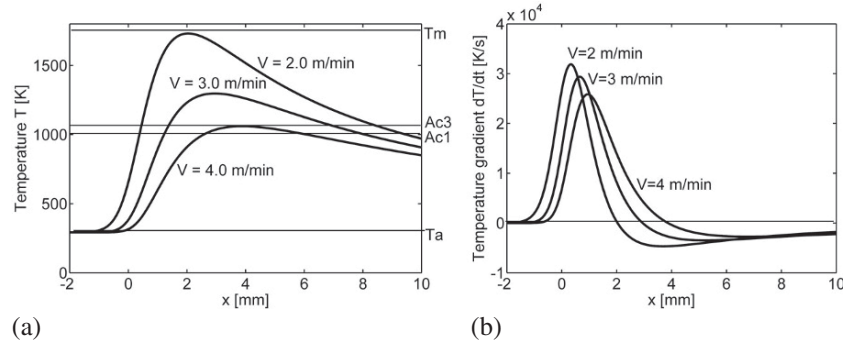 Temperature T [K]
1500
1000
500
300
0
-2
0
2
4
6
8
10
x [mm]
V = 2.0 m/min
V = 3.0 m/min
V = 4.0 m/min
Tm
Ac3
Ac1
Ta
(a)
x 10⁴
Temperature gradient dT/dt [K/s]
4
3
2
1
0
-1
-2
0
2
4
6
8
10
x [mm]
V=2 m/min
V=3 m/min
V=4 m/min
(b)